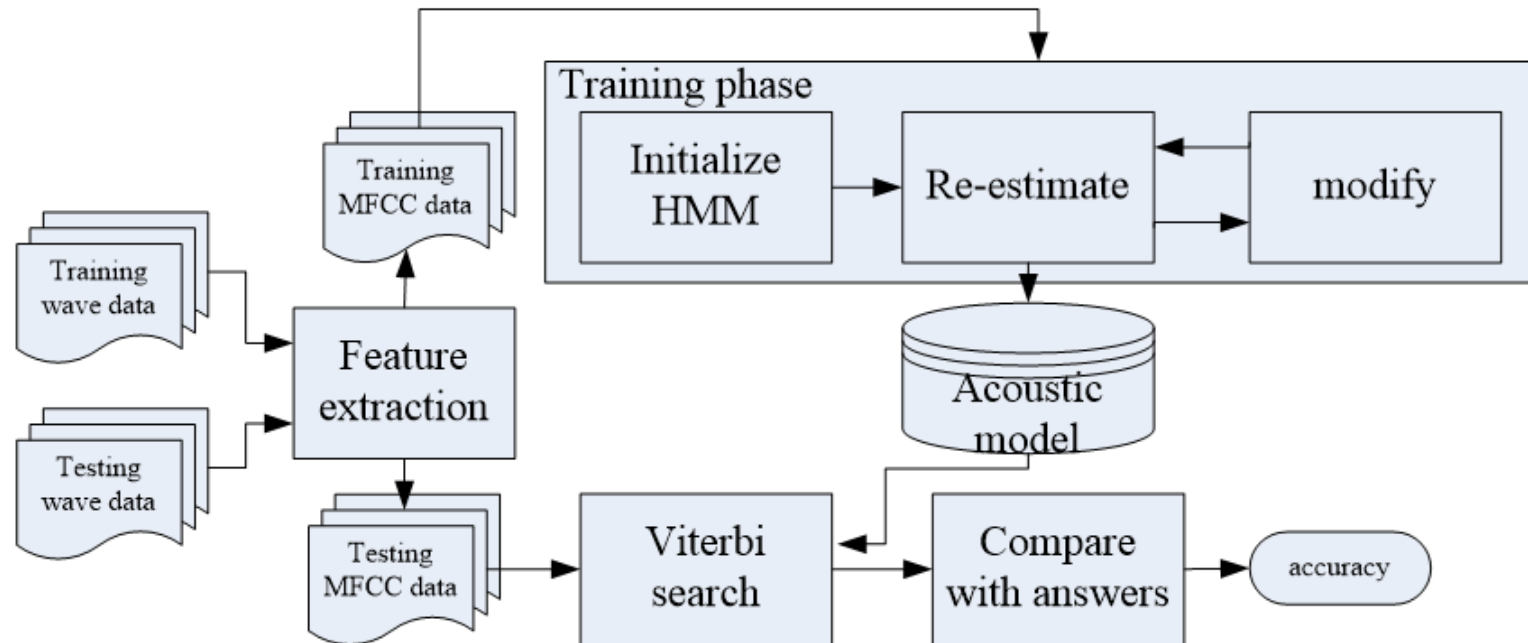 Training phase
Training
MFCC data
Initialize
HMM
Re-estimate
modify
Training
wave data
Feature
extraction
Acoustic
model
Testing
wave data
Testing
MFCC data
Viterbi
search
Compare
with answers
accuracy